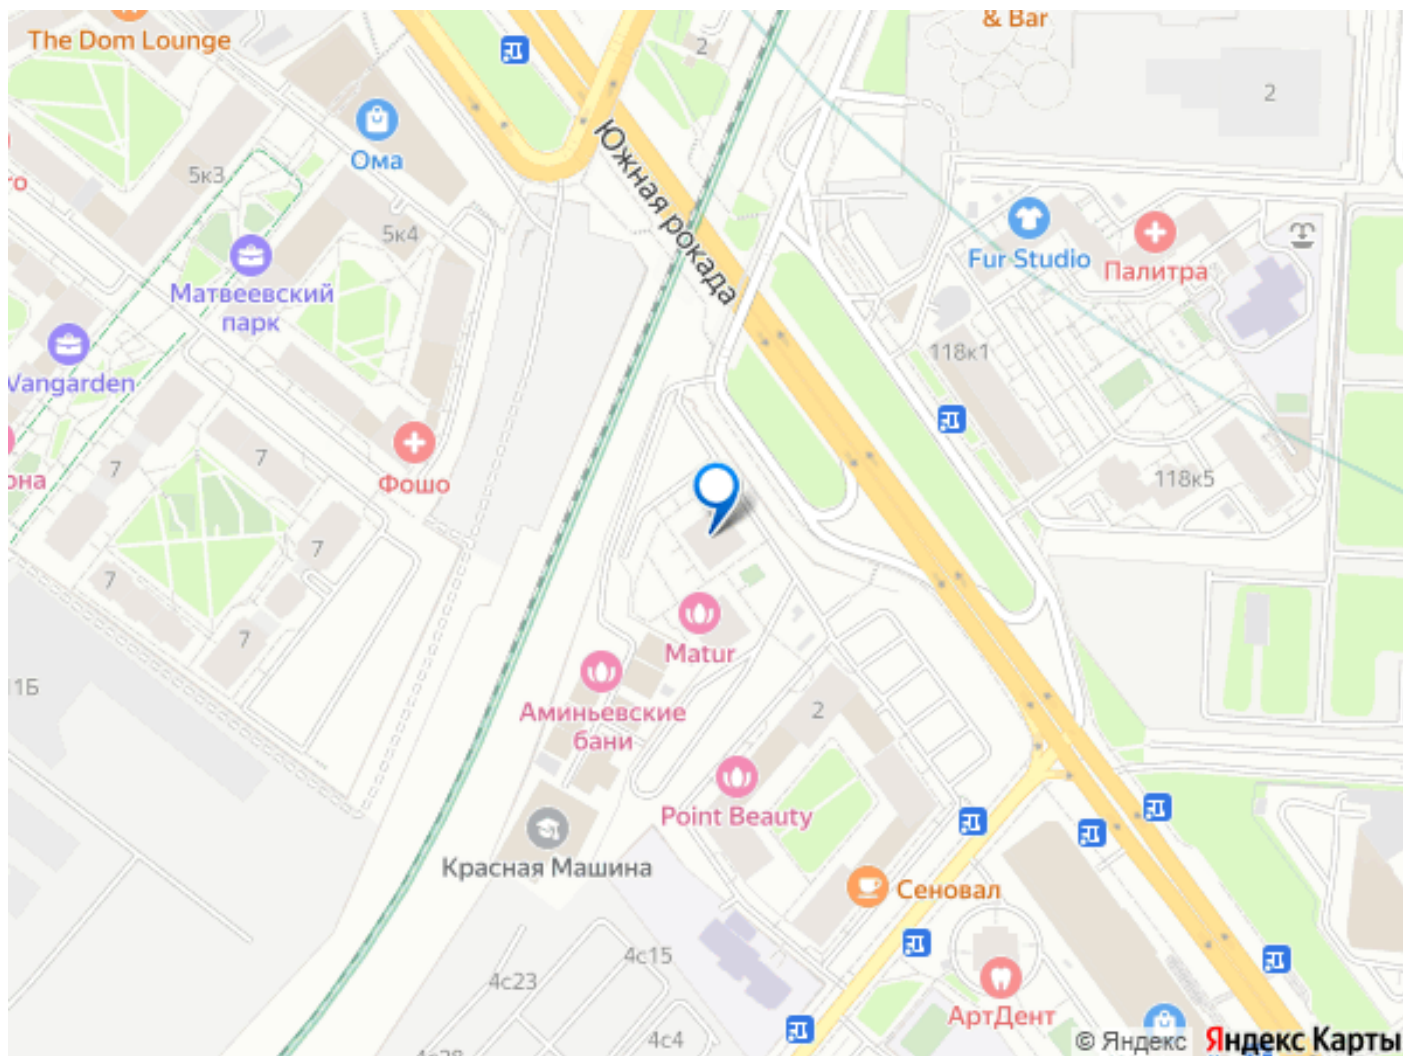 & Bar
The Dom Lounge
2
2
Ома
5к3
5к4
Южная рокада
Fur Studio
Палитра
Матвеевский
парк
Vangarden
118к1
7
7
Фошо
118к5
7
7
7
Matur
11Б
Аминьевские
бани
2
Point Beauty
Красная Машина
Сеновал
4с15
4с23
АртДент
4с4
© Яндекс Яндекс Карты